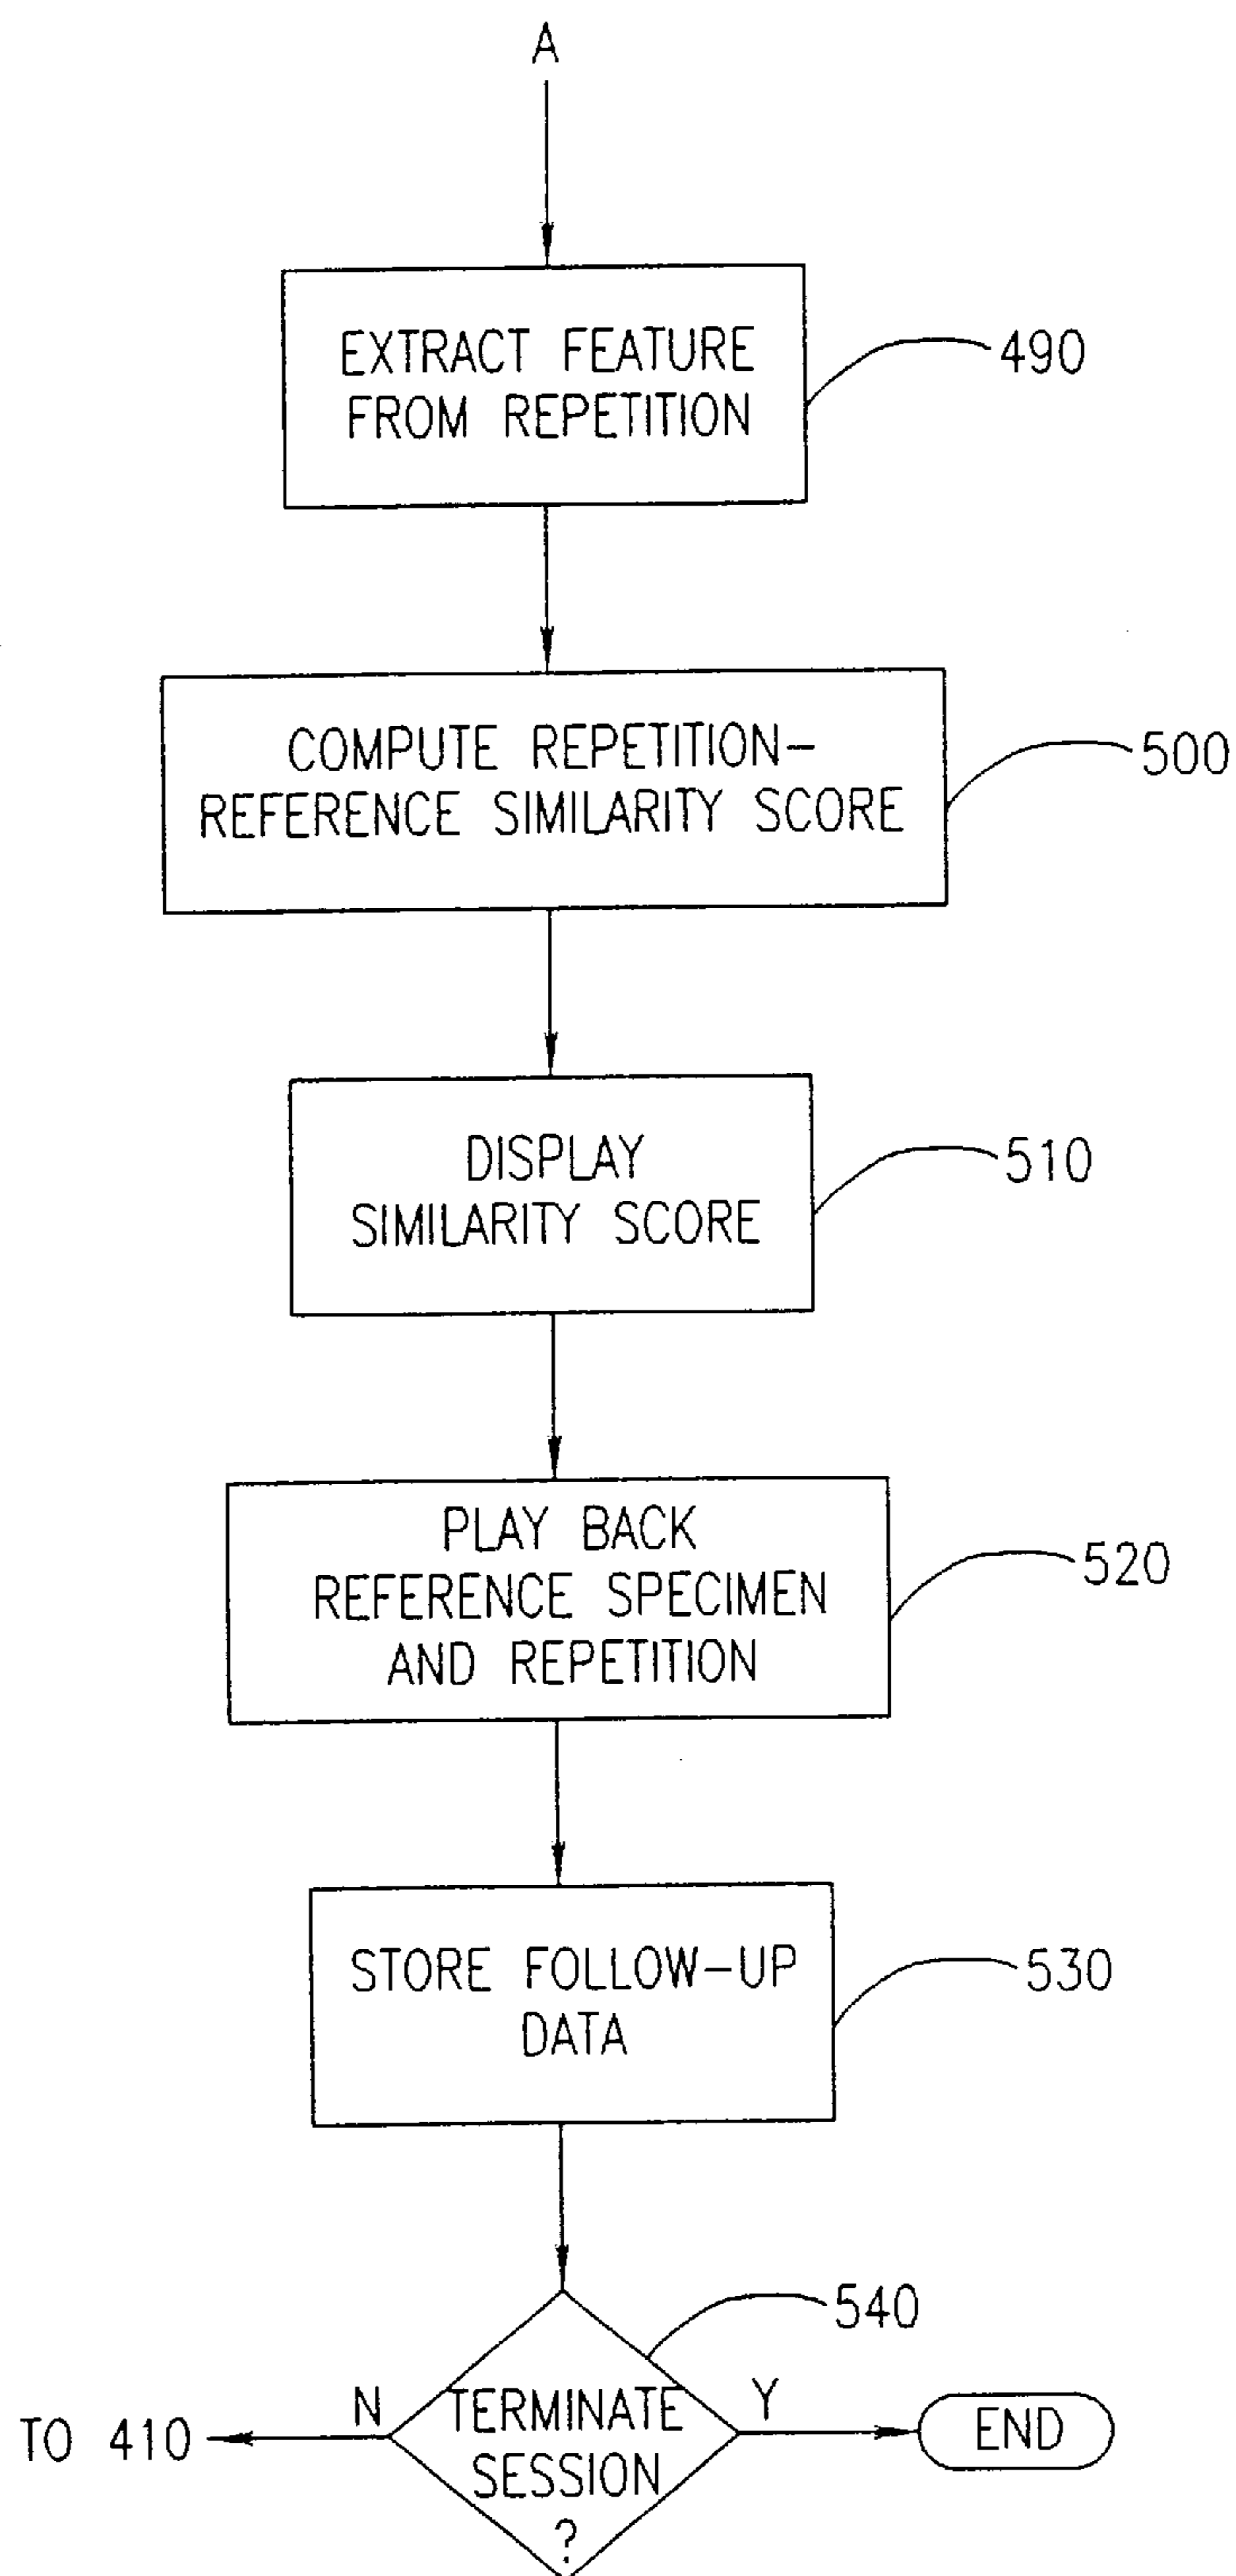 A
EXTRACT FEATURE
FROM REPETITION
490
COMPUTE REPETITION-
REFERENCE SIMILARITY SCORE
500
DISPLAY
SIMILARITY SCORE
510
PLAY BACK
REFERENCE SPECIMEN
AND REPETITION
520
STORE FOLLOW-UP
DATA
530
540
TO 410
N
TERMINATE
SESSION
?
Y
END